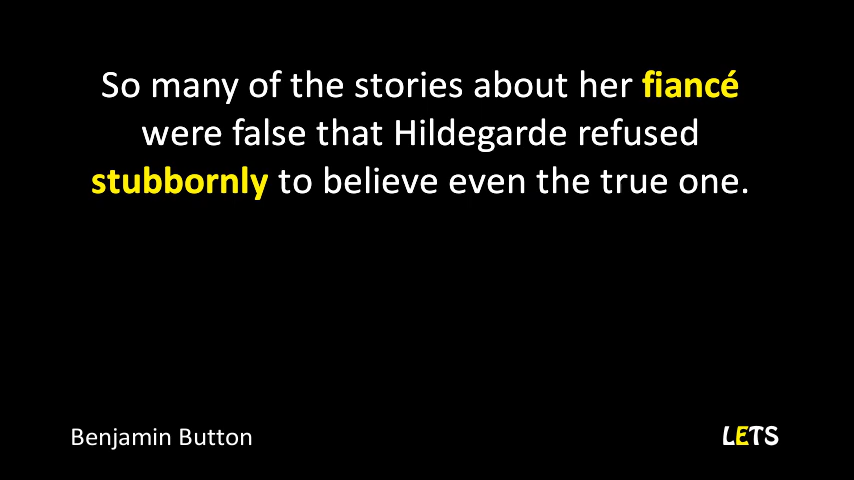 So many of the stories about her fiancé
were false that Hildegarde refused
stubbornly to believe even the true one.
Benjamin Button
LETS